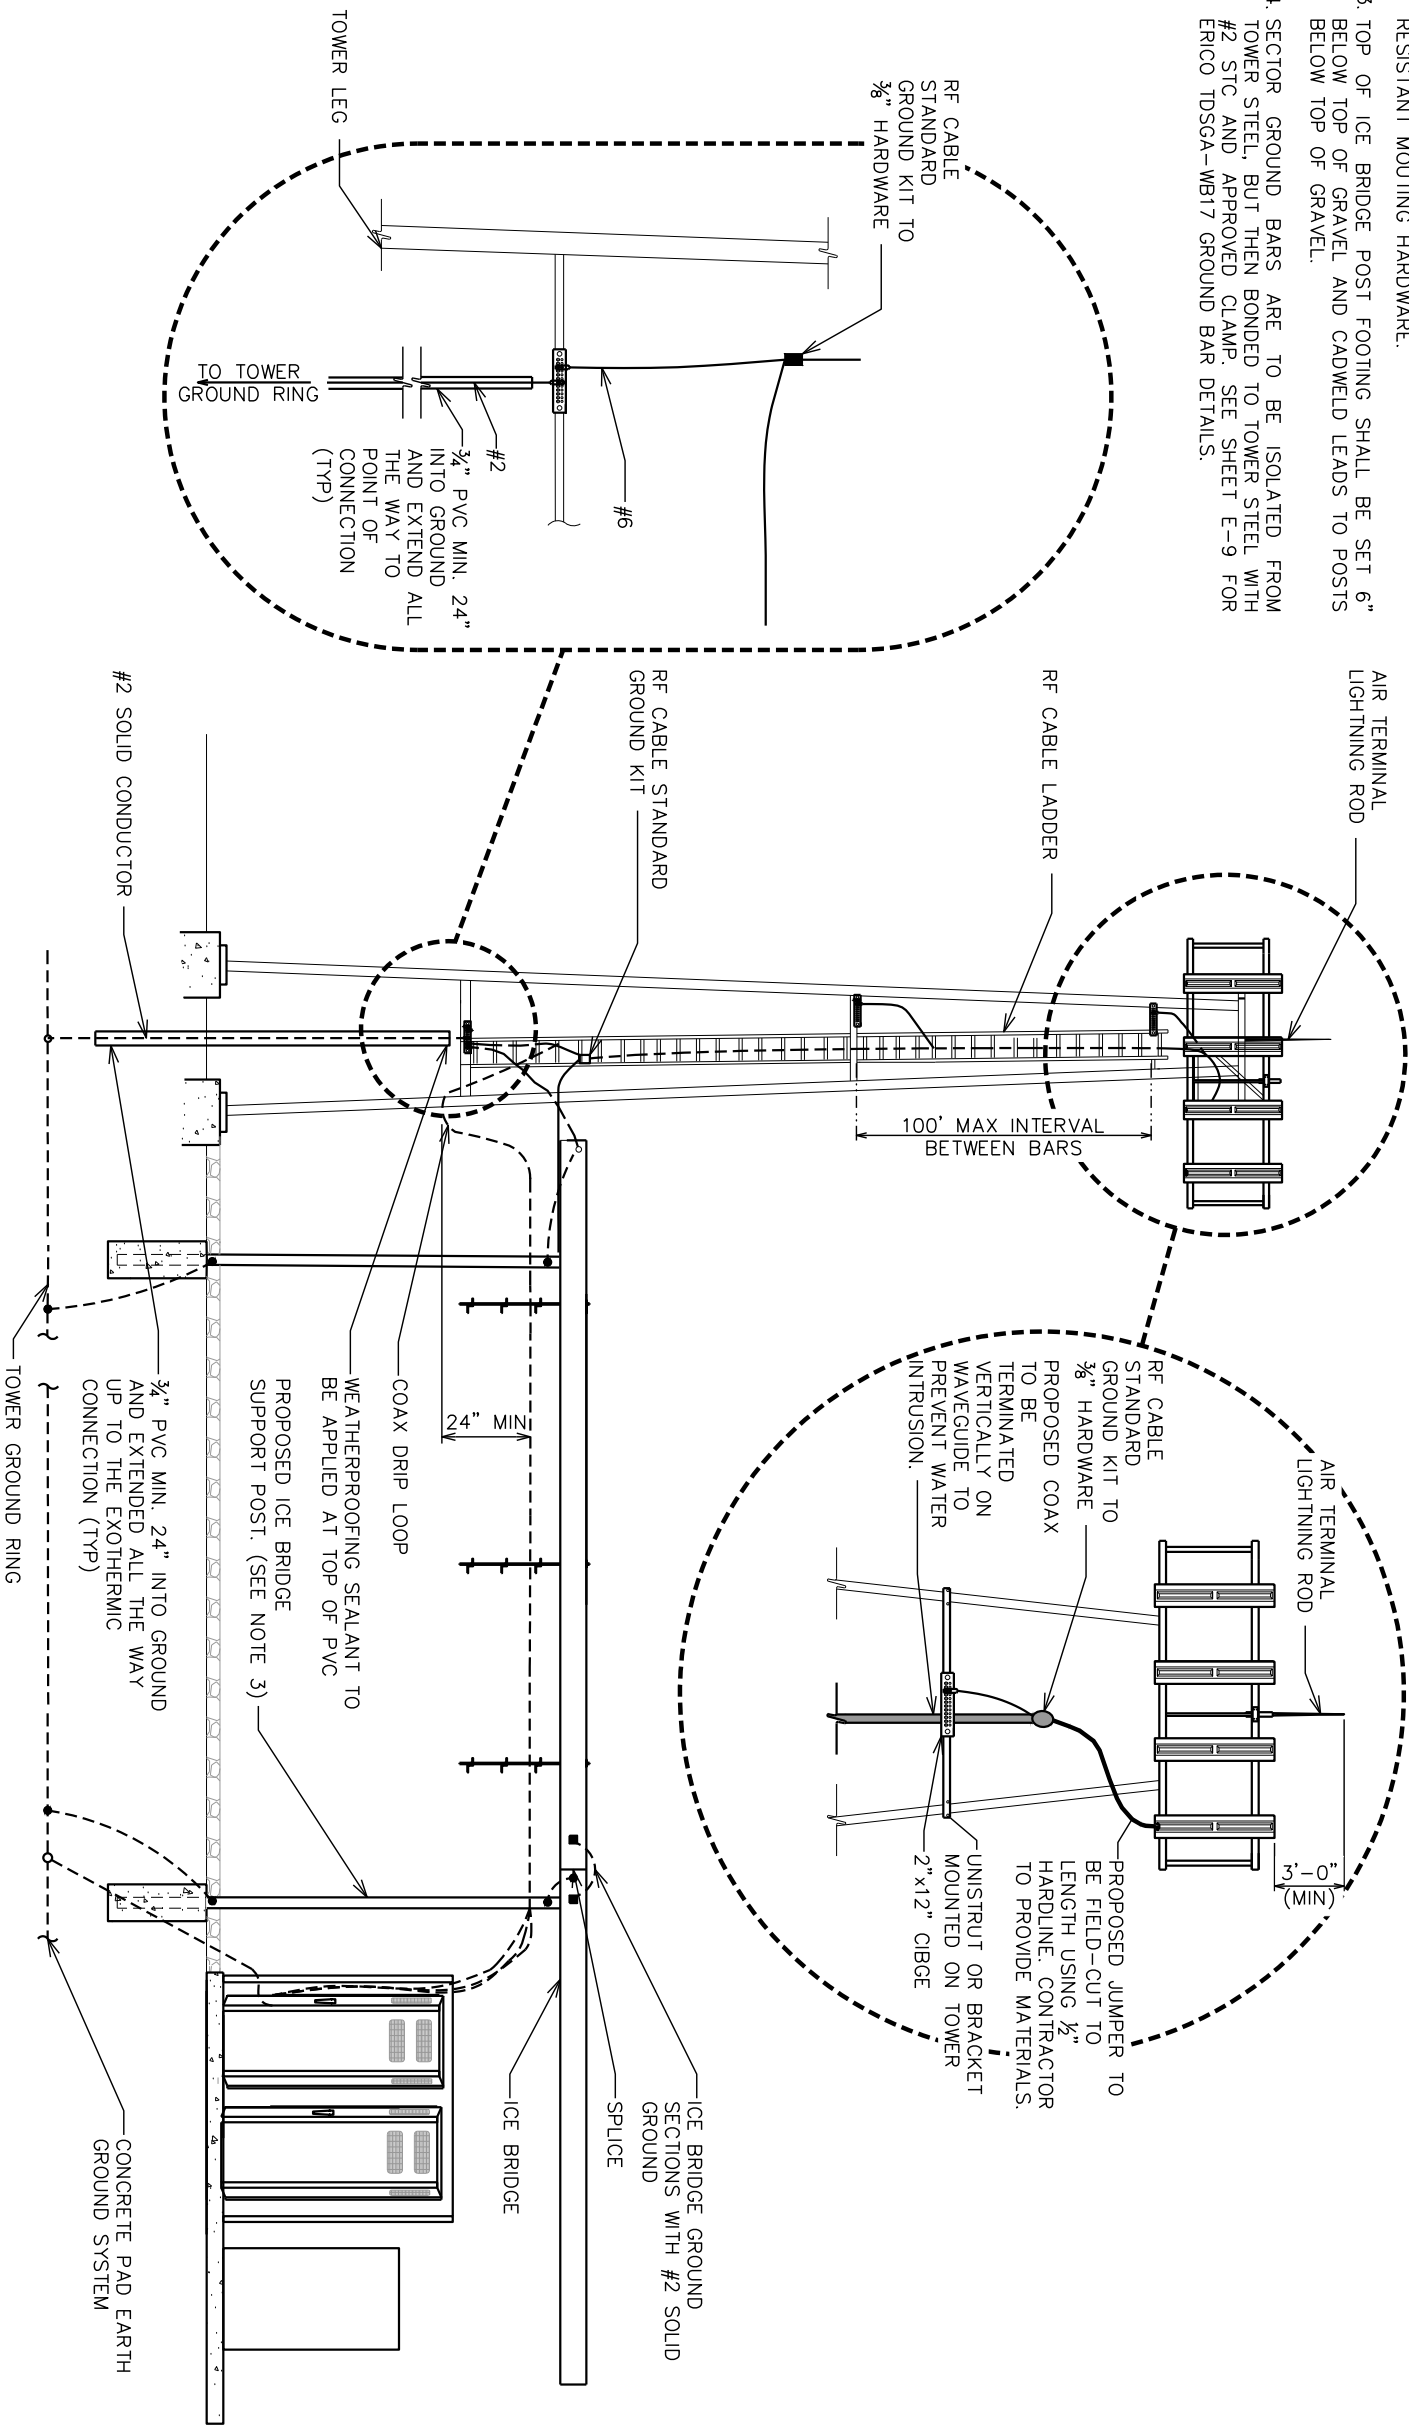 RESISTANT MOUTING HARDWARE.
3. TOP OF ICE BRIDGE POST FOOTING SHALL BE SET 6"
BELOW TOP OF GRAVEL AND CADWELD LEADS TO POSTS
BELOW TOP OF GRAVEL.
4. SECTOR GROUND BARS ARE TO BE ISOLATED FROM
TOWER STEEL, BUT THEN BONDED TO TOWER STEEL WITH
#2 STC AND APPROVED CLAMP. SEE SHEET E-9 FOR
ERICO TDSGA-WB17 GROUND BAR DETAILS.
RF CABLE
STANDARD
GROUND KIT TO
⅜" HARDWARE
TOWER LEG
TO TOWER
GROUND RING
#6
#2
¾" PVC MIN. 24"
INTO GROUND
AND EXTEND ALL
THE WAY TO
POINT OF
CONNECTION
(TYP)
AIR TERMINAL
LIGHTNING ROD
RF CABLE LADDER
RF CABLE STANDARD
GROUND KIT
#2 SOLID CONDUCTOR
100' MAX INTERVAL
BETWEEN BARS
AIR TERMINAL
LIGHTNING ROD
RF CABLE
STANDARD
GROUND KIT TO
⅜" HARDWARE
PROPOSED COAX
TO BE
TERMINATED
VERTICALLY ON
WAVEGUIDE TO
PREVENT WATER
INTRUSION.
3'-0"
(MIN)
PROPOSED JUMPER TO
BE FIELD-CUT TO
LENGTH USING ½"
HARDLINE. CONTRACTOR
TO PROVIDE MATERIALS.
UNISTRUT OR BRACKET
MOUNTED ON TOWER
2"x12" CIBGE
24" MIN
COAX DRIP LOOP
WEATHERPROOFING SEALANT TO
BE APPLIED AT TOP OF PVC
PROPOSED ICE BRIDGE
SUPPORT POST. (SEE NOTE 3)
¾" PVC MIN. 24" INTO GROUND
AND EXTENDED ALL THE WAY
UP TO THE EXOTHERMIC
CONNECTION (TYP)
TOWER GROUND RING
ICE BRIDGE GROUND
SECTIONS WITH #2 SOLID
GROUND
SPLICE
ICE BRIDGE
CONCRETE PAD EARTH
GROUND SYSTEM